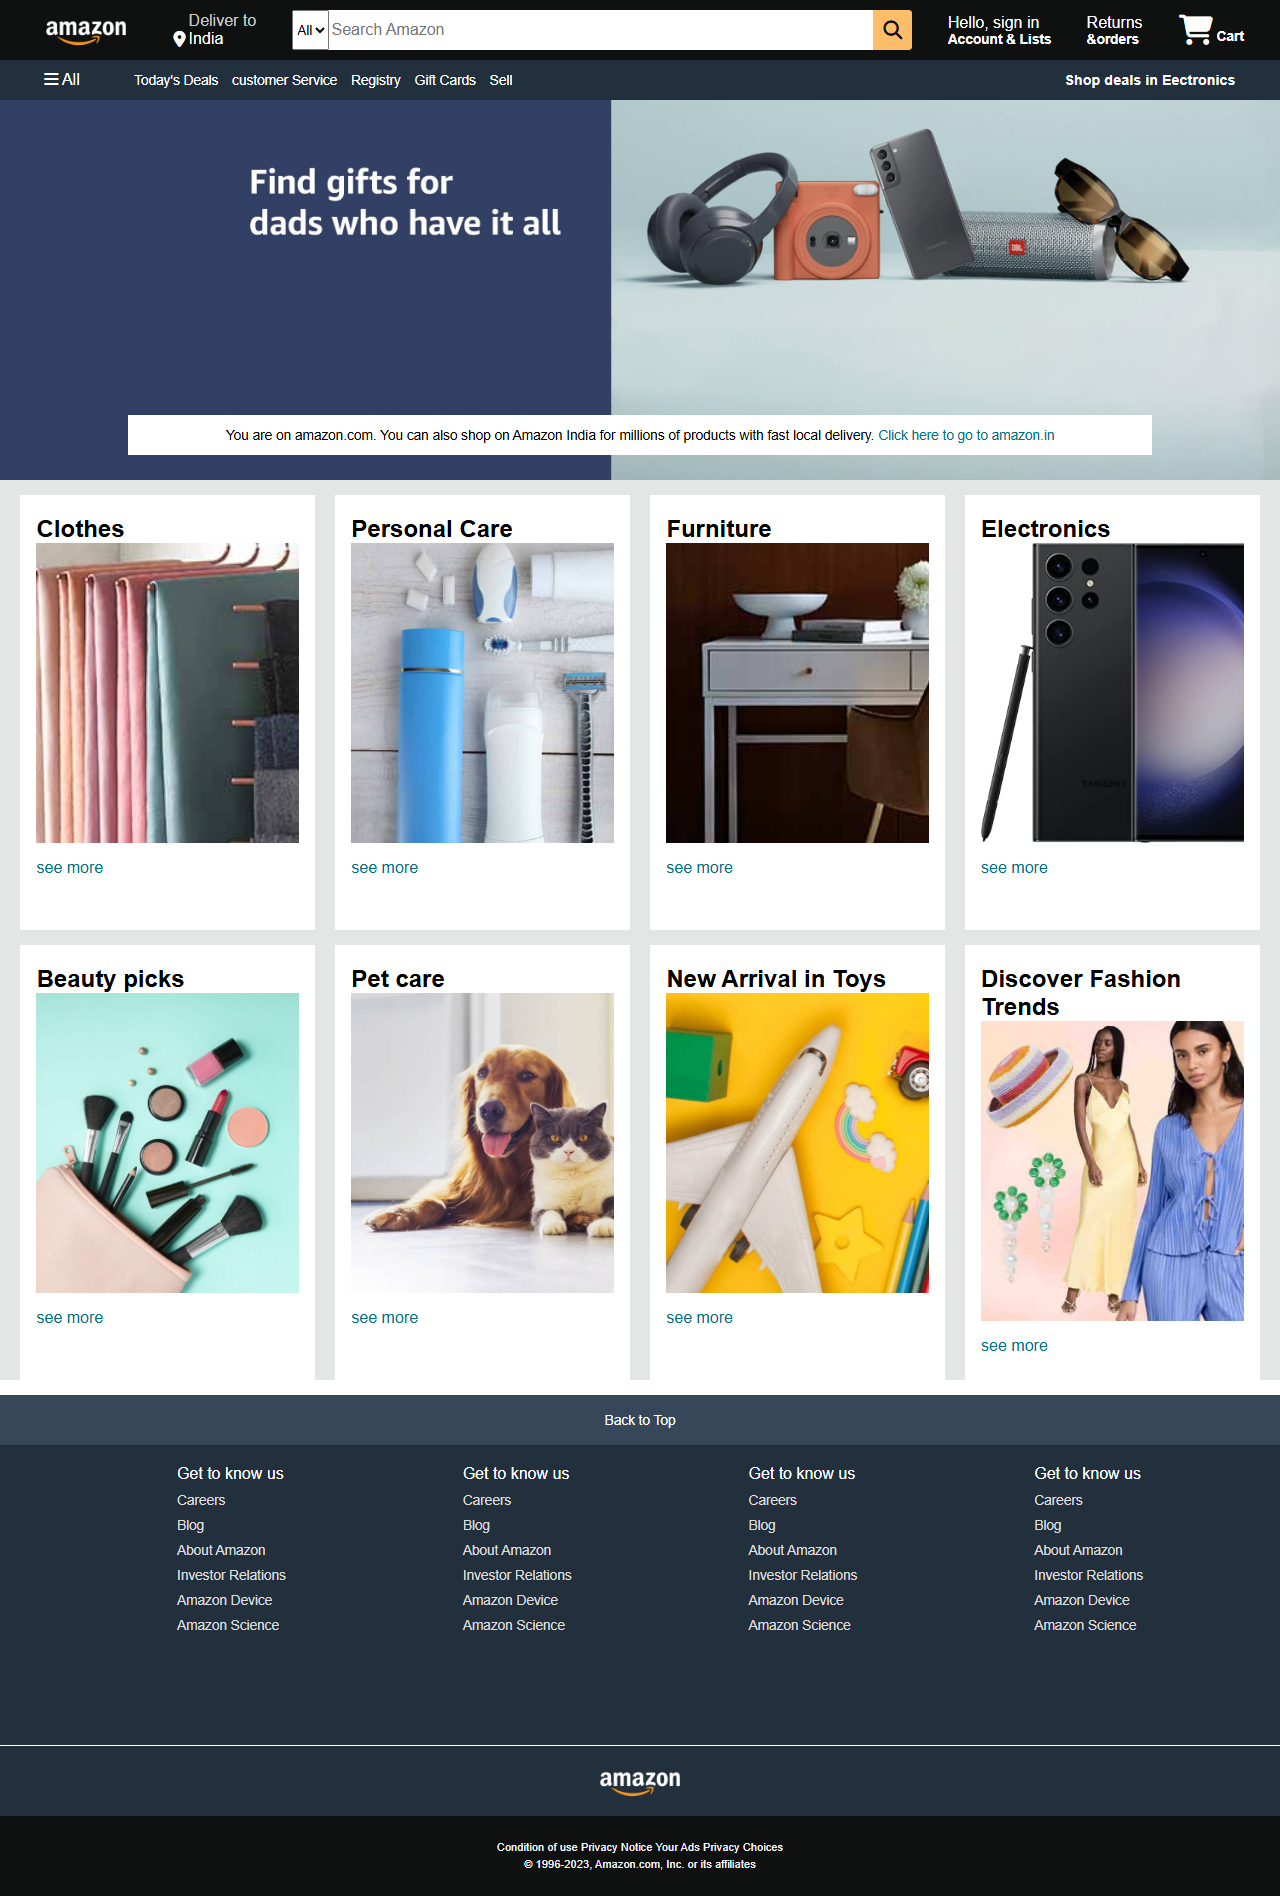 amazon
Deliver to
India
All
Search Amazon
Hello, sign in
Account & Lists
Returns
&orders
Cart
All
Today's Deals
customer Service
Registry
Gift Cards
Sell
Shop deals in Eectronics
Find gifts for
dads who have it all
JBL
SAMSUNG
You are on amazon.com. You can also shop on Amazon India for millions of products with fast local delivery. Click here to go to amazon.in
Clothes
Personal Care
Furniture
Electronics
SAMSUNG
see more
see more
see more
see more
Beauty picks
Pet care
New Arrival in Toys
Discover Fashion
Trends
see more
see more
see more
see more
Back to Top
Get to know us
Careers
Blog
About Amazon
Investor Relations
Amazon Device
Amazon Science
Get to know us
Careers
Blog
About Amazon
Investor Relations
Amazon Device
Amazon Science
Get to know us
Careers
Blog
About Amazon
Investor Relations
Amazon Device
Amazon Science
Get to know us
Careers
Blog
About Amazon
Investor Relations
Amazon Device
Amazon Science
amazon
Condition of use Privacy Notice Your Ads Privacy Choices
© 1996-2023, Amazon.com, Inc. or its affiliates